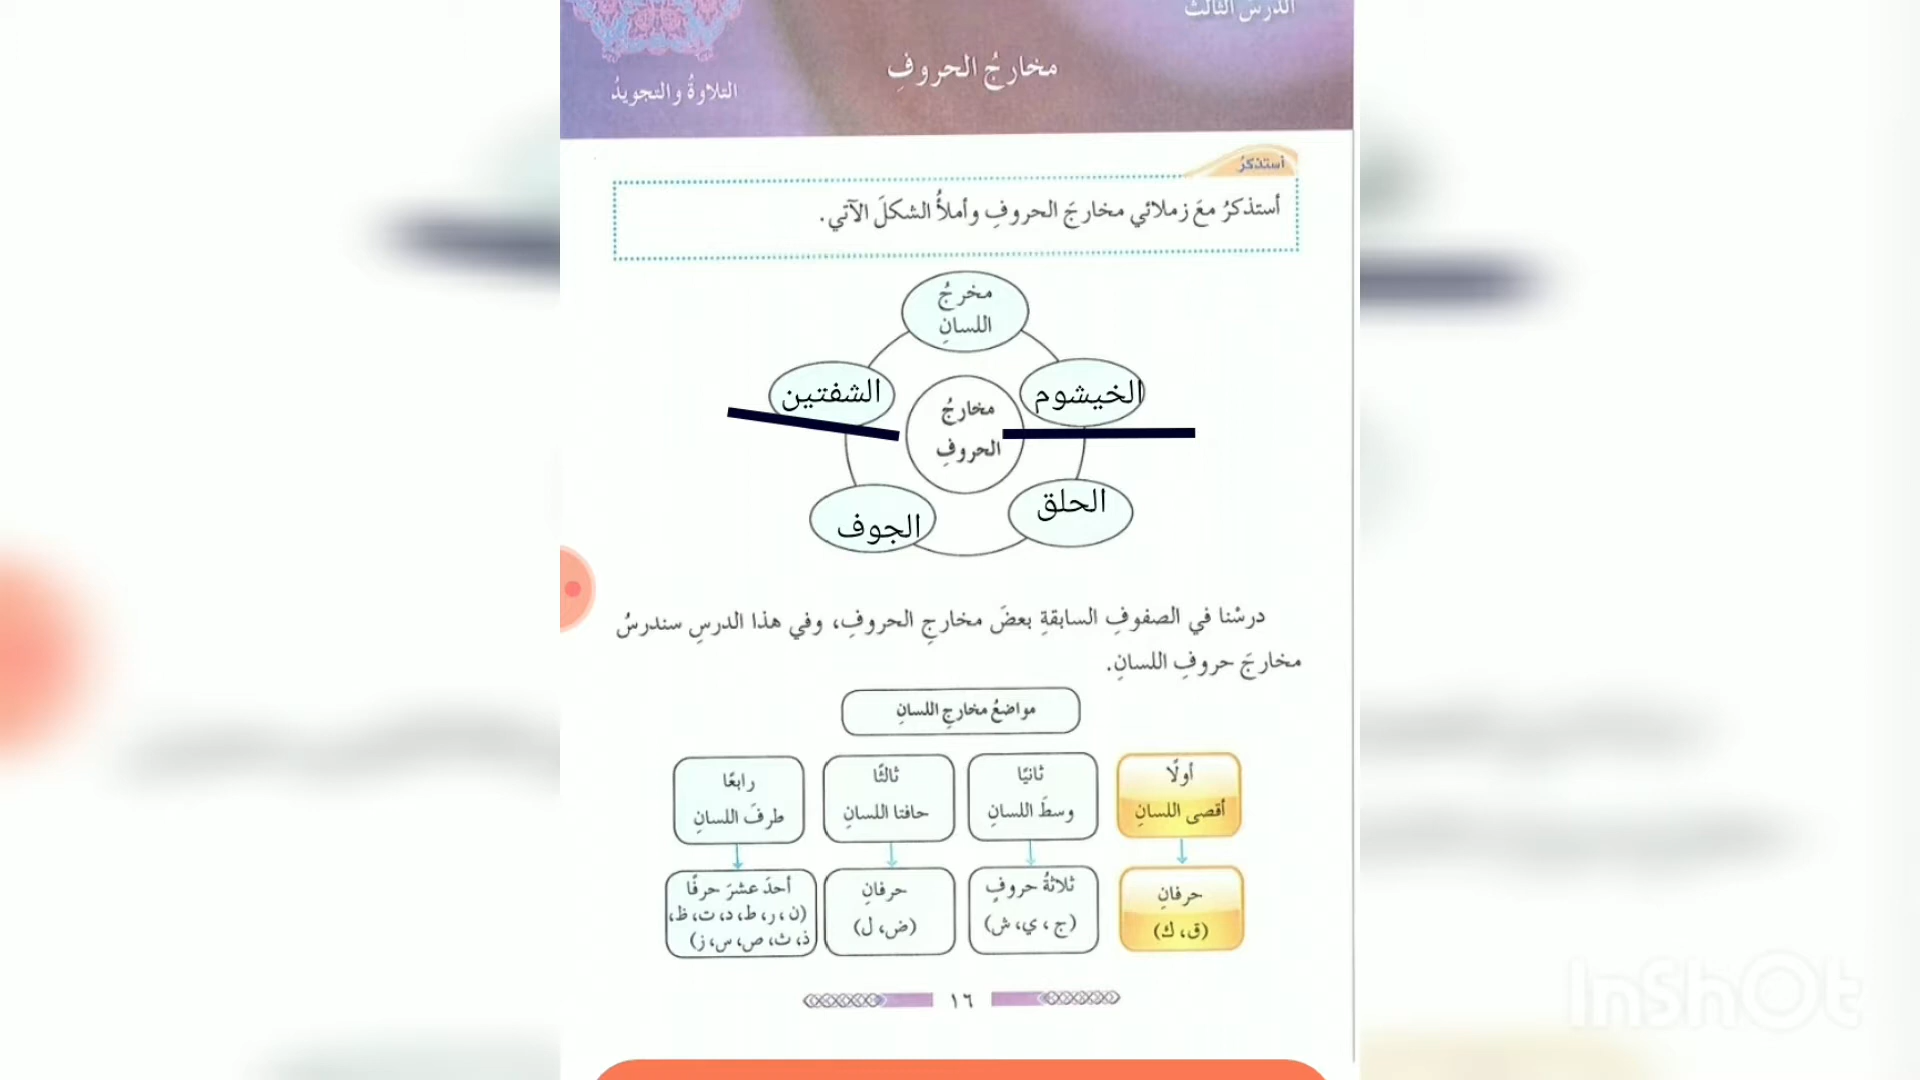 الدرسُ الثالثُ
مخارجُ الحروفِ
التلاوةُ والتجويدُ
أستذكرُ
أستذكرُ معَ زملائي مخارجَ الحروفِ وأملأُ الشكلَ الآتي.
مخرجُ
اللسانِ
الخيشوم
الشفتين
مخارجُ
الحروفِ
الحلق
الجوف
درسْنا في الصفوفِ السابقةِ بعضَ مخارجِ الحروفِ، وفي هذا الدرسِ سندرسُ
مخارجَ حروفِ اللسانِ.
مواضعُ مخارجِ اللسانِ
أولًا
أقصى اللسانِ
ثانيًا
وسطَ اللسانِ
ثالثًا
حافتا اللسانِ
رابعًا
طرفَ اللسانِ
حرفانِ
(ق، ك)
ثلاثةُ حروفٍ
(ج، ي، ش)
حرفانِ
(ض، ل)
أحدَ عشرَ حرفًا
(ن، ر، ط، د، ت، ظ،
ذ، ث، ص، س، ز)
١٦
InShOt